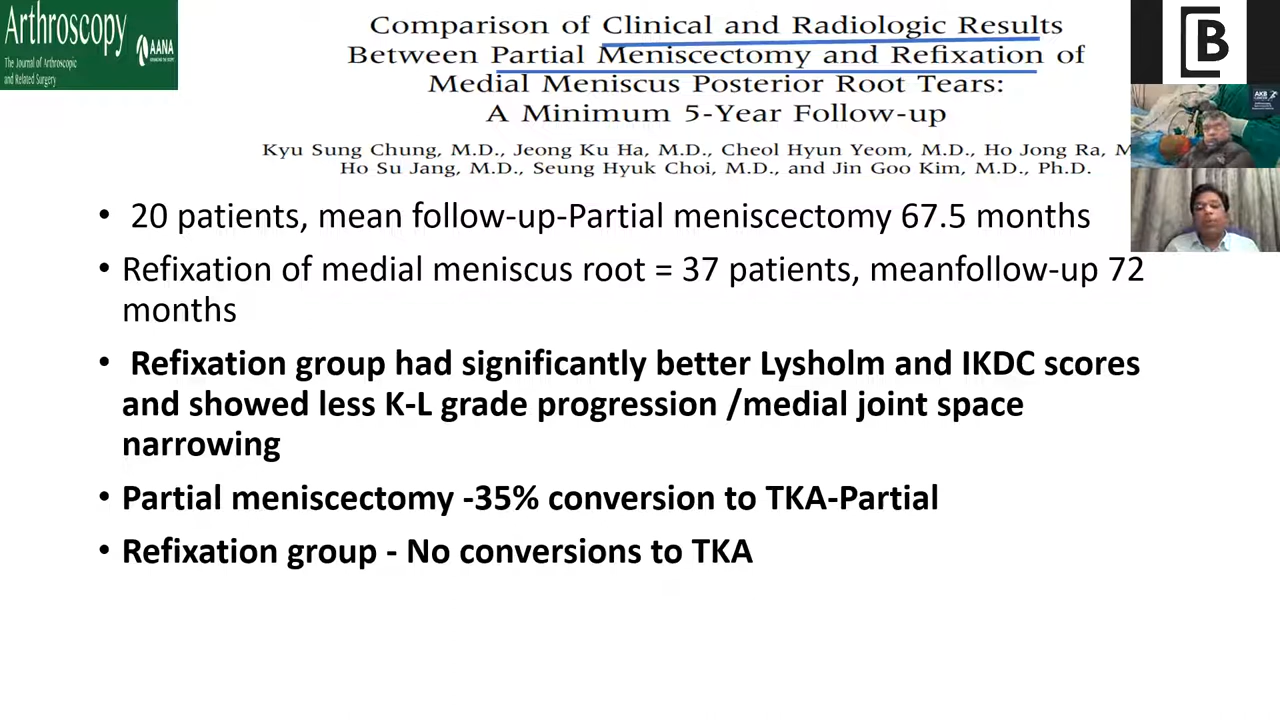 Arthroscopy
The Journal of Arthroscopic
and Related Surgery
AANA
Comparison of Clinical and Radiologic Results
Between Partial Meniscectomy and Refixation of
Medial Meniscus Posterior Root Tears:
A Minimum 5-Year Follow-up
Kyu Sung Chung, M.D., Jeong Ku Ha, M.D., Cheol Hyun Yeom, M.D., Ho Jong Ra, M
Ho Su Jang, M.D., Seung Hyuk Choi, M.D., and Jin Goo Kim, M.D., Ph.D.
B
AKB
• 20 patients, mean follow-up-Partial meniscectomy 67.5 months
• Refixation of medial meniscus root = 37 patients, meanfollow-up 72
months
• Refixation group had significantly better Lysholm and IKDC scores
and showed less K-L grade progression /medial joint space
narrowing
• Partial meniscectomy -35% conversion to TKA-Partial
• Refixation group - No conversions to TKA